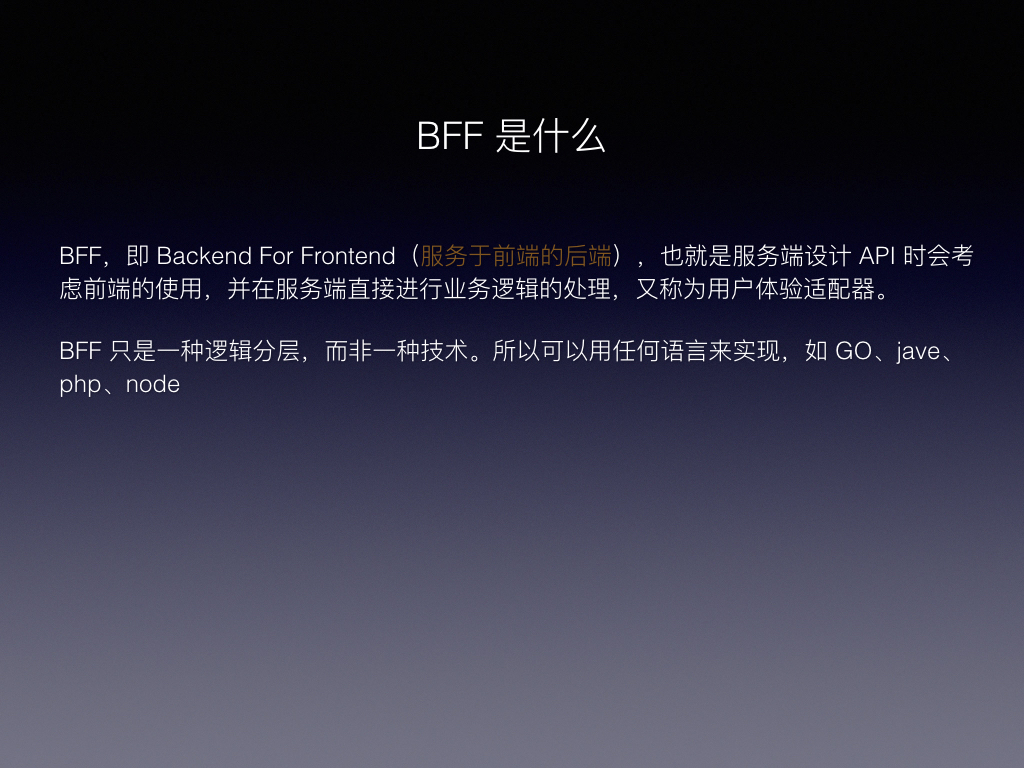 BFF 是什么
BFF，即 Backend For Frontend（服务于前端的后端），也就是服务端设计 API 时会考
虑前端的使用，并在服务端直接进行业务逻辑的处理，又称为用户体验适配器。
BFF 只是一种逻辑分层，而非一种技术。所以可以用任何语言来实现，如 GO、jave、
php、node